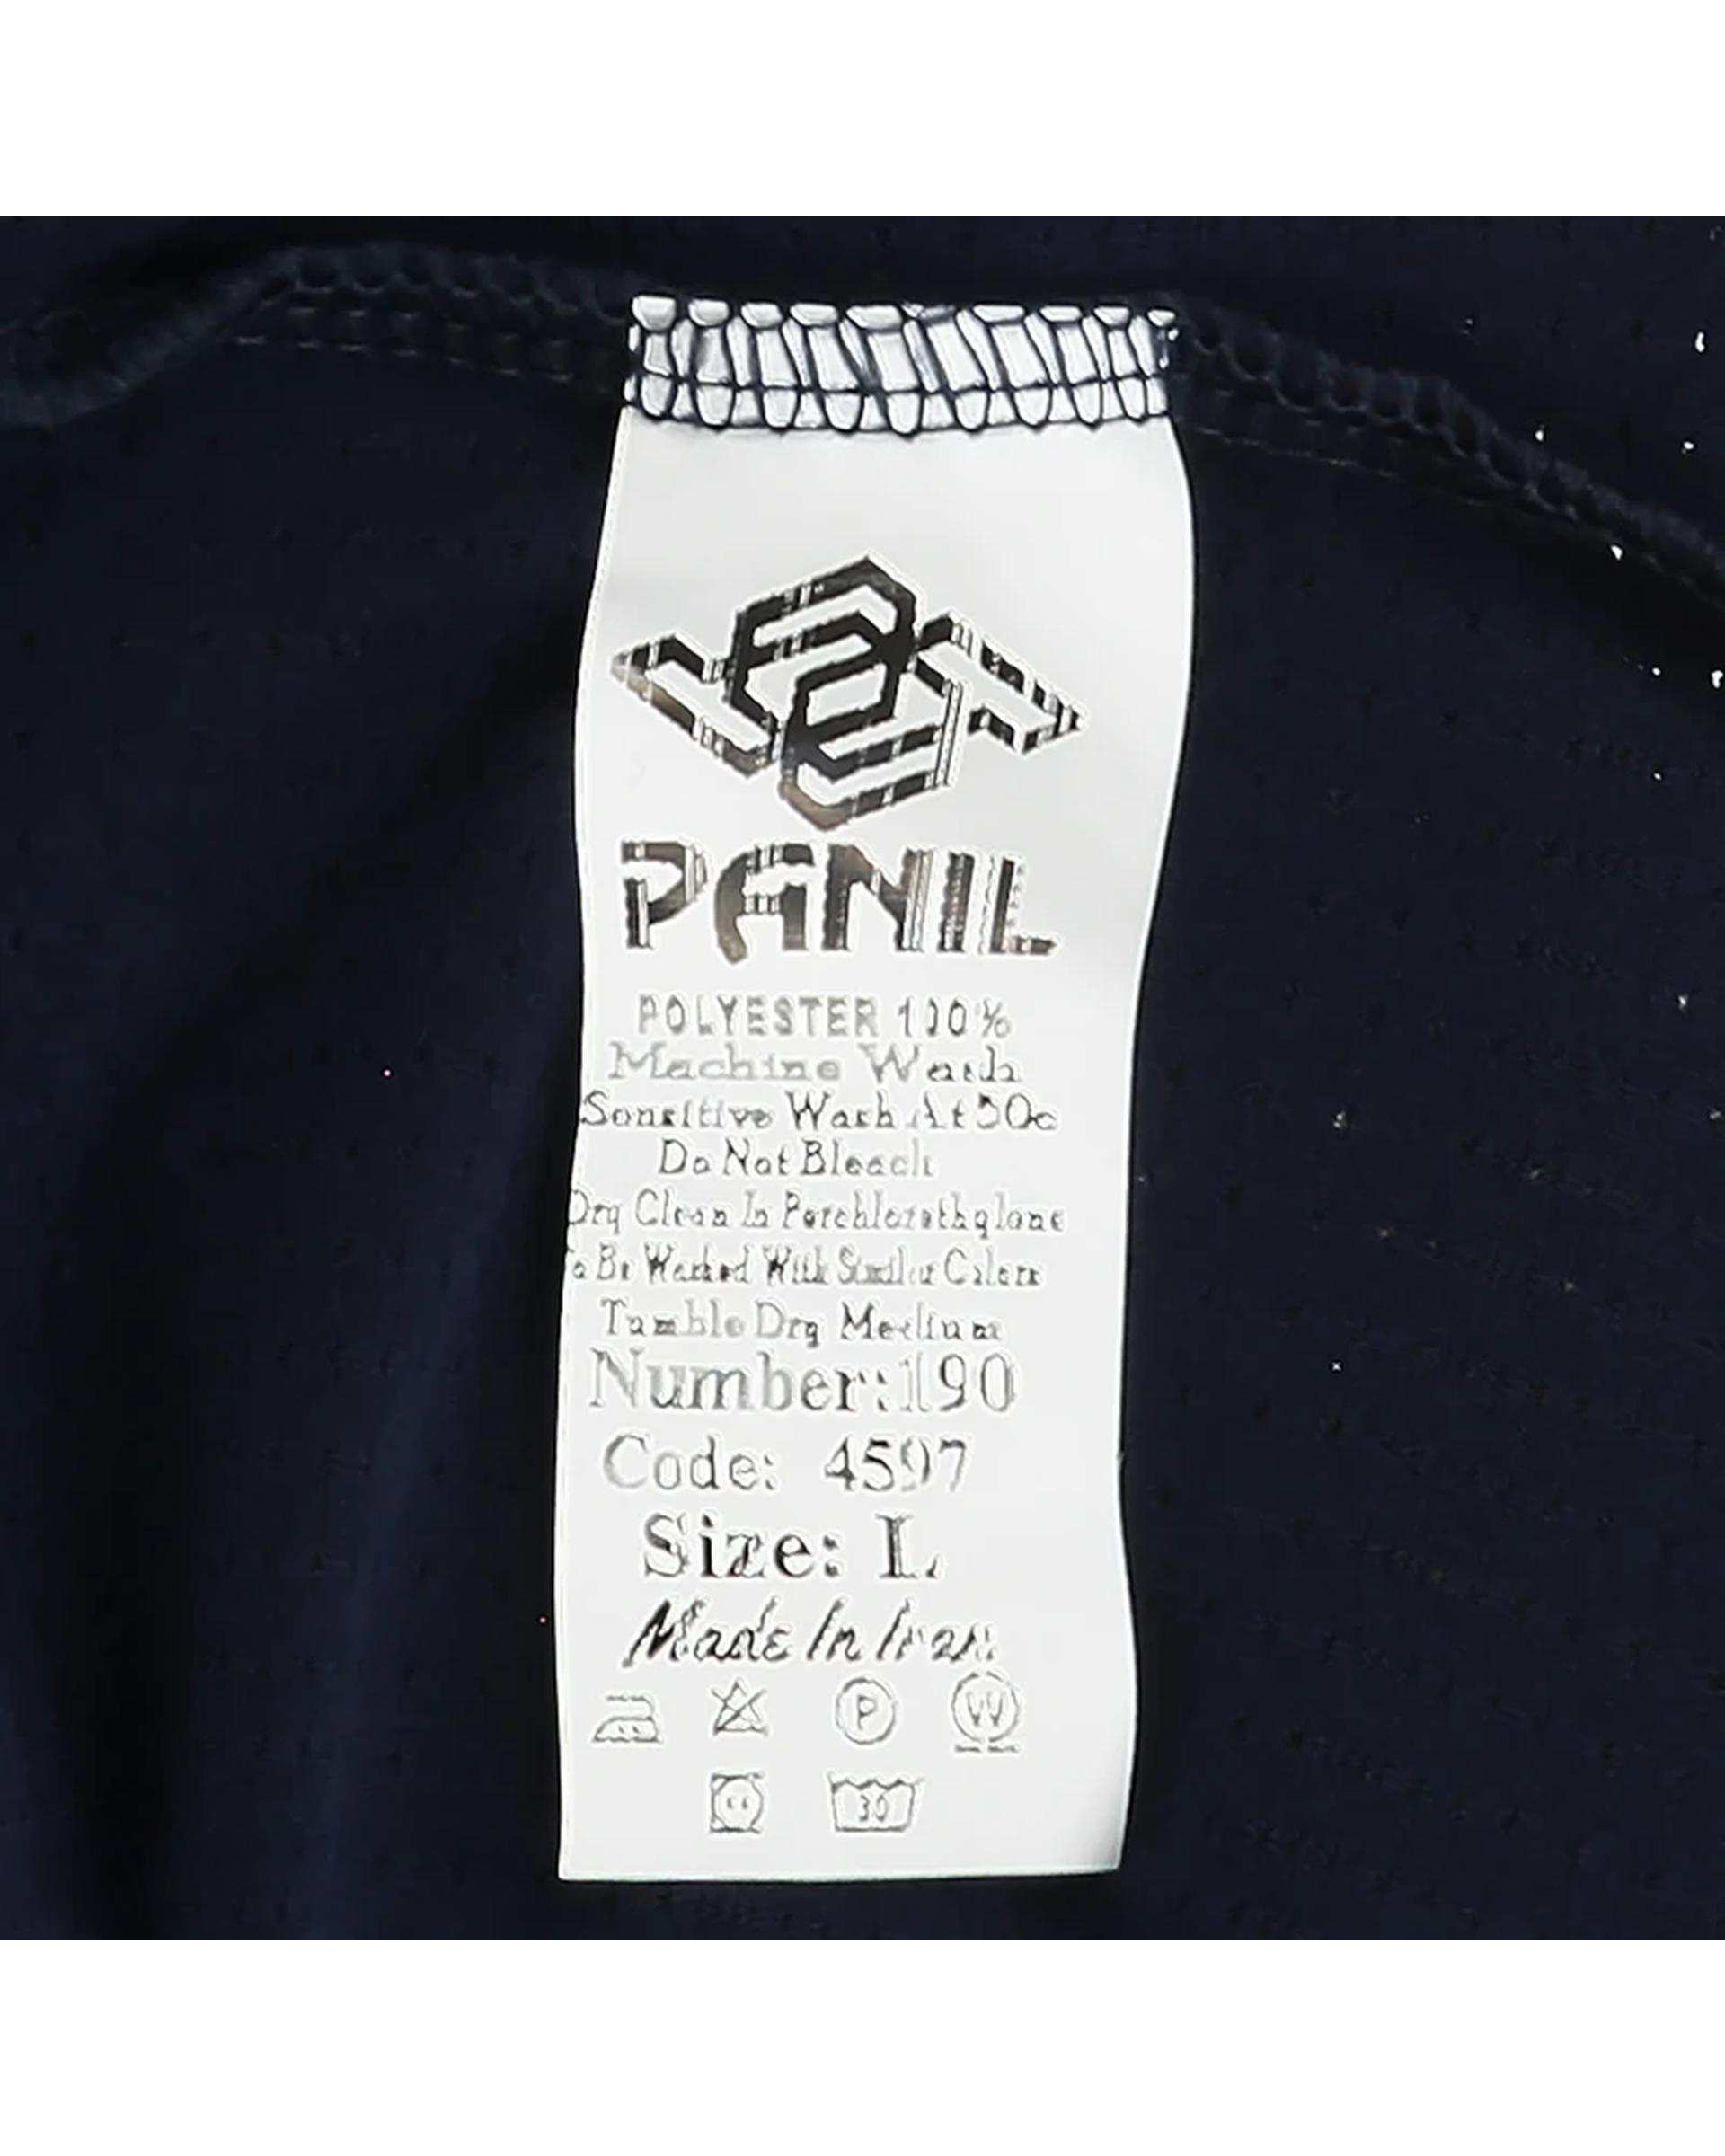 PANIL
POLYESTER 100%
Machine Wash
Sensitive Wash At 30c
Do Not Bleach
Dry Clean In Perchlorethylene
To Be Washed With Similar Colors
Tumble Dry Medium
Number:190
Code: 4597
Size: L
Made In Iran
P W
30